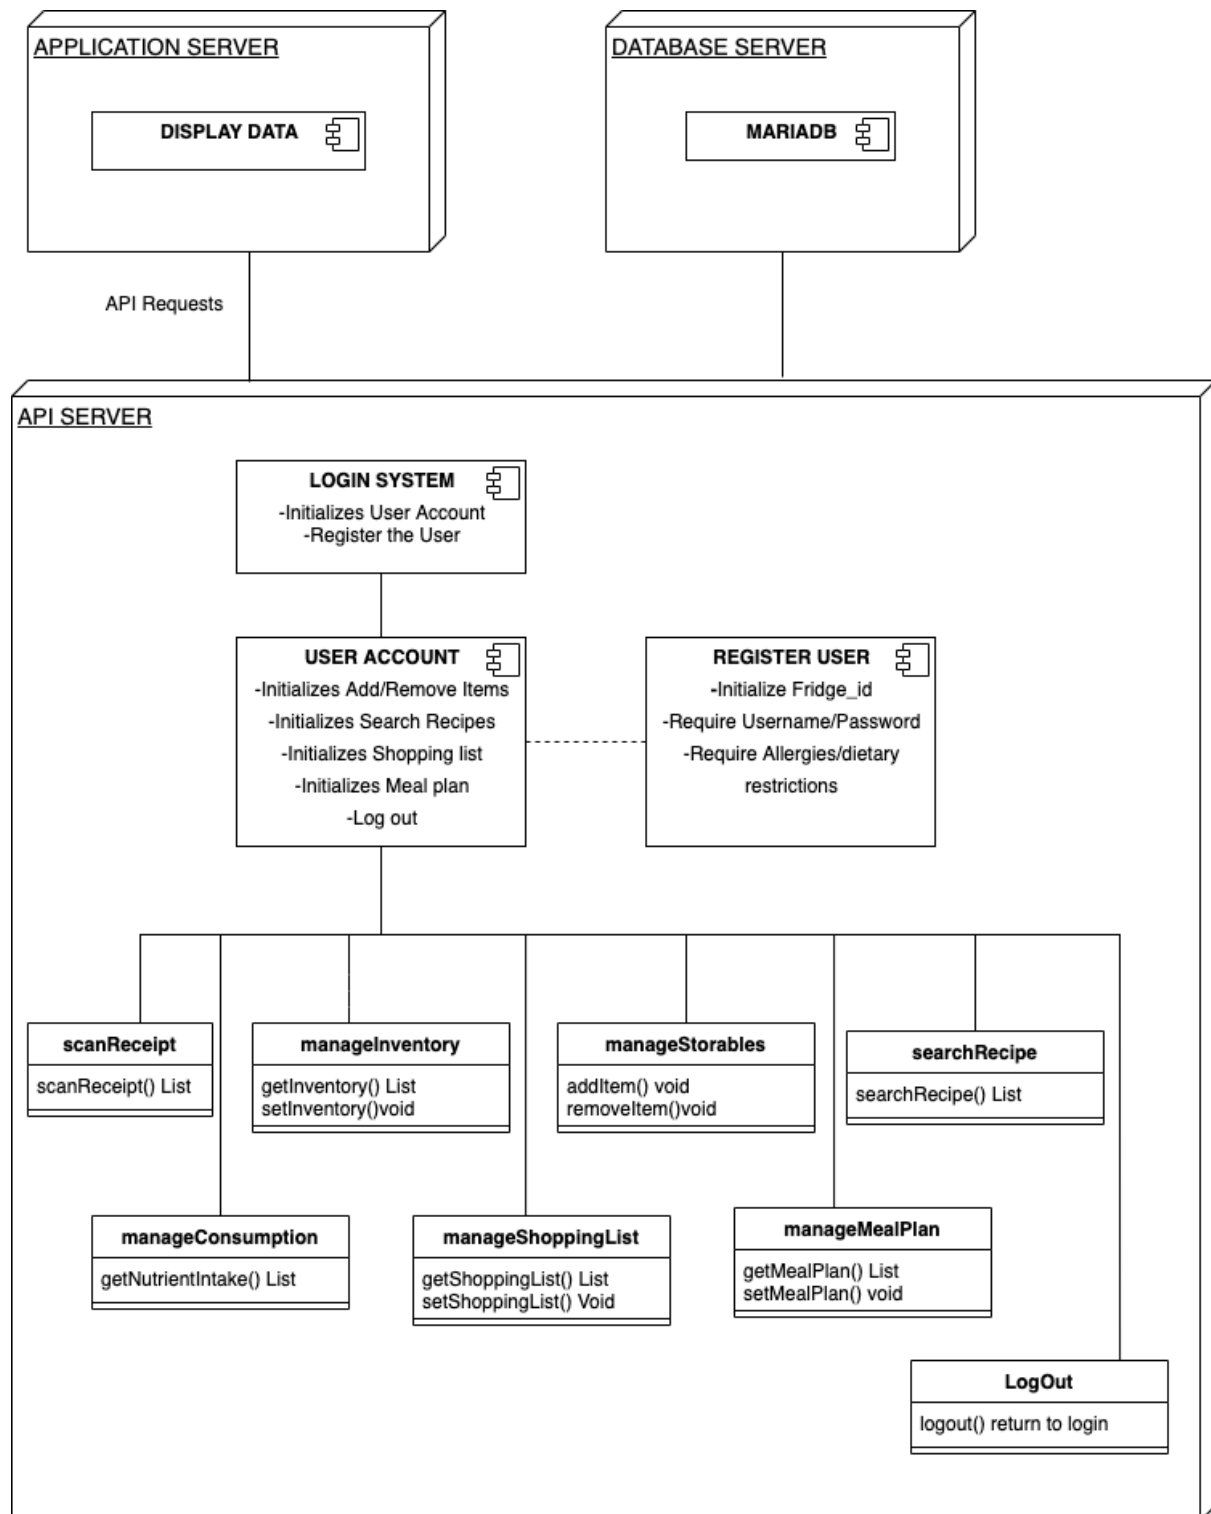 APPLICATION SERVER
DISPLAY DATA
DATABASE SERVER
MARIADB
API Requests
API SERVER
LOGIN SYSTEM
-Initializes User Account
-Register the User
USER ACCOUNT
-Initializes Add/Remove Items
-Initializes Search Recipes
-Initializes Shopping list
-Initializes Meal plan
-Log out
REGISTER USER
-Initialize Fridge_id
-Require Username/Password
-Require Allergies/dietary
restrictions
scanReceipt
scanReceipt() List
manageInventory
getInventory() List
setInventory()void
manageStorables
addItem() void
removeItem()void
searchRecipe
searchRecipe() List
manageConsumption
getNutrientIntake() List
manageShoppingList
getShoppingList() List
setShoppingList() Void
manageMealPlan
getMealPlan() List
setMealPlan() void
LogOut
logout() return to login